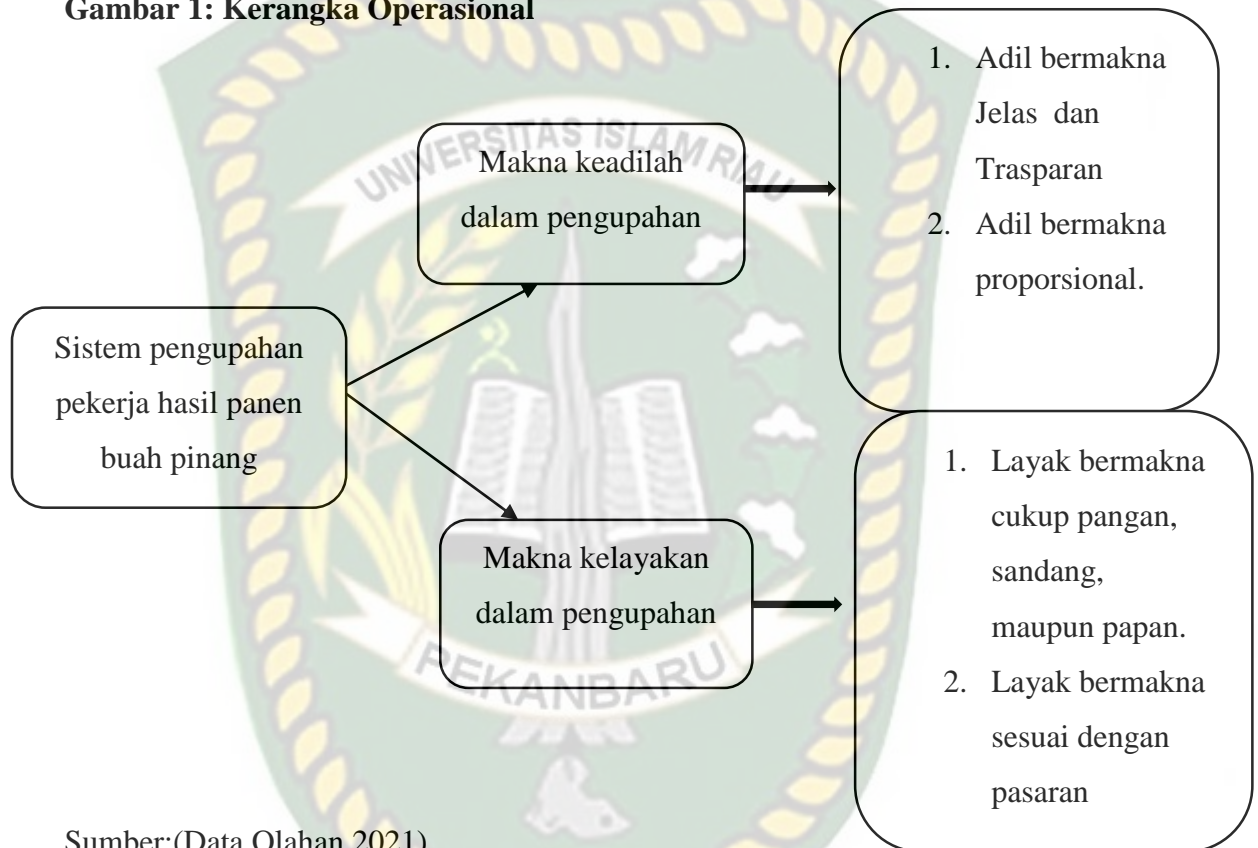 Gambar 1: Kerangka Operasional
UNIVERSITAS ISLAM RIAU
Makna keadilah
dalam pengupahan
1. Adil bermakna
Jelas dan
Trasparan
2. Adil bermakna
proporsional.
Sistem pengupahan
pekerja hasil panen
buah pinang
Makna kelayakan
dalam pengupahan
1. Layak bermakna
cukup pangan,
sandang,
maupun papan.
2. Layak bermakna
sesuai dengan
pasaran
PEKANBARU
Sumber:(Data Olahan 2021)